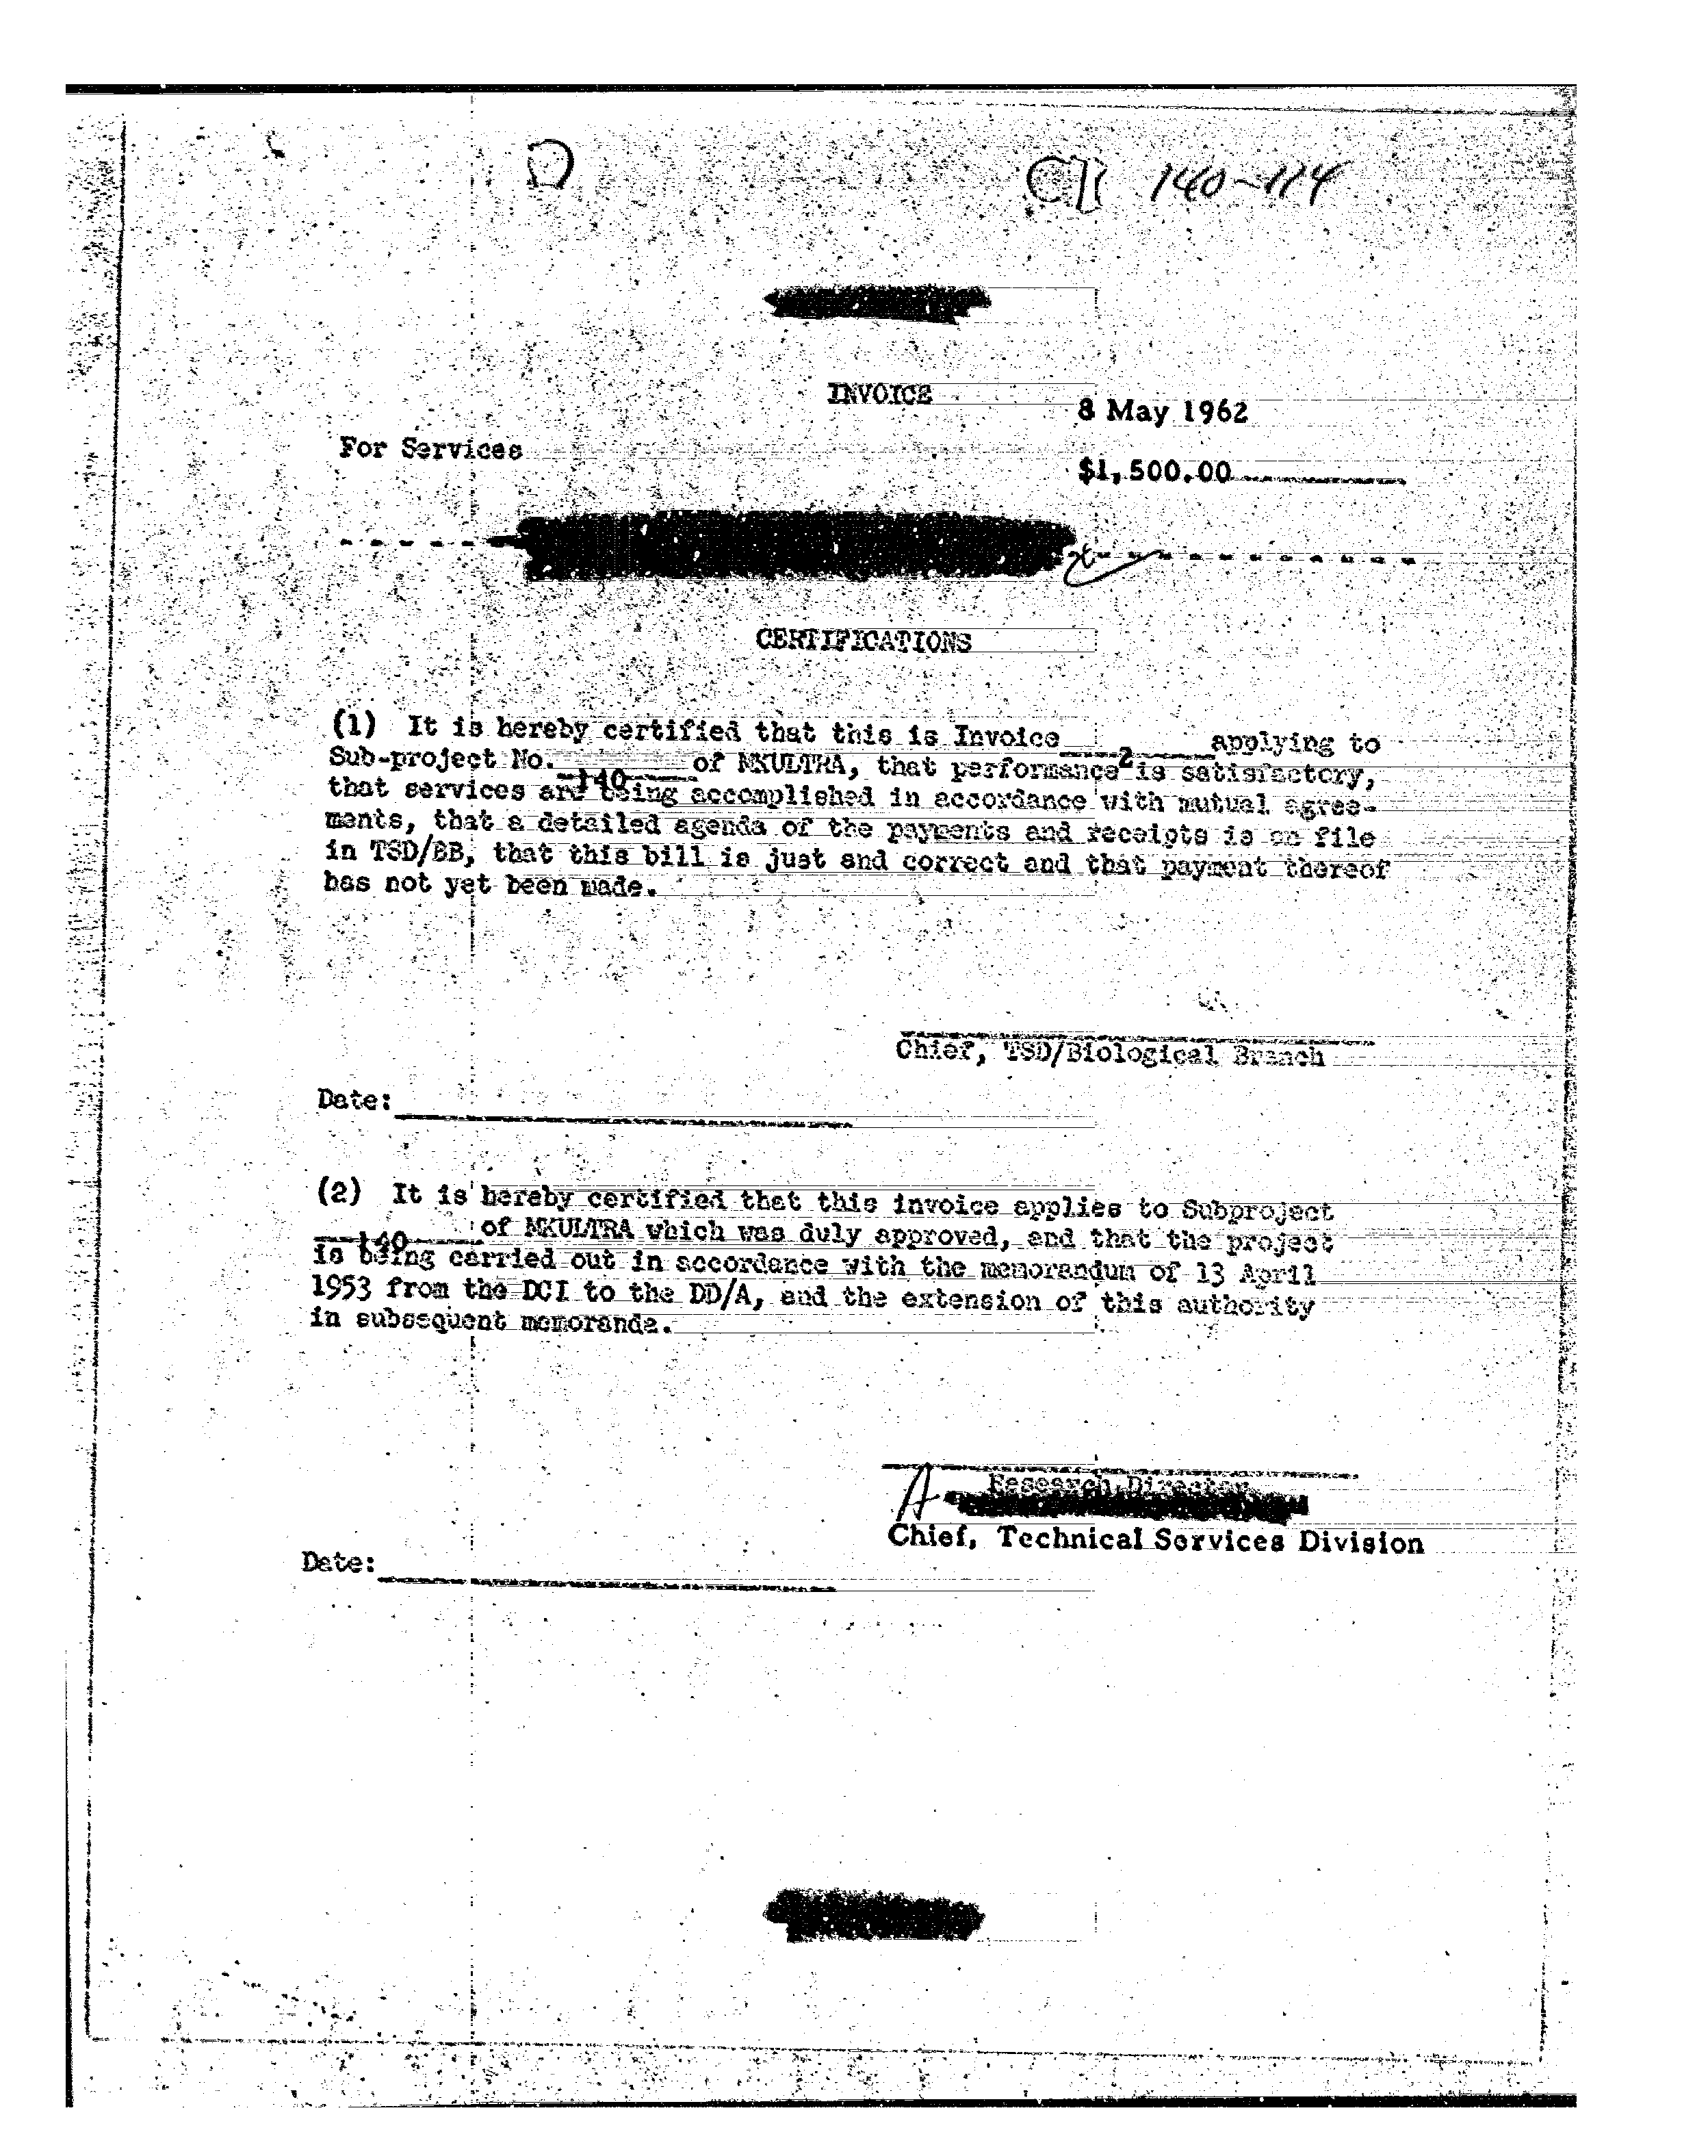 140-114
INVOICE
8 May 1962
For Services
$1,500.00
CERTIFICATIONS
(1) It is hereby certified that this is Invoice 2 applying to
Sub-project No. 140 of MKULTRA, that performance is satisfactory,
that services are being accomplished in accordance with mutual agree-
ments, that a detailed agenda of the payments and receipts is on file
in TSD/BB, that this bill is just and correct and that payment thereof
has not yet been made.
Chief, TSD/Biological Branch
Date:
(2) It is hereby certified that this invoice applies to Subproject
140 of MKULTRA which was duly approved, and that the project
is being carried out in accordance with the memorandum of 13 April
1953 from the DCI to the DD/A, and the extension of this authority
in subsequent memoranda.
Research Director
A
Chief, Technical Services Division
Date: